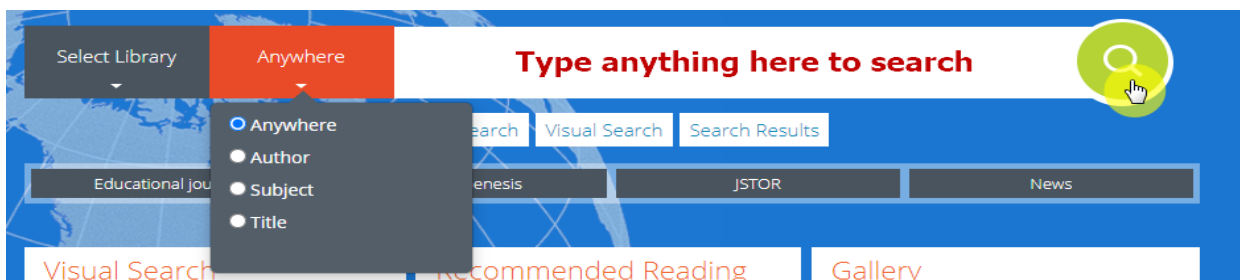 Select Library
Anywhere
Type anything here to search
Anywhere
Author
Subject
Title
Visual Search
Search Results
Educational
JSTOR
News
Visual Search
Recommended Reading
Gallery